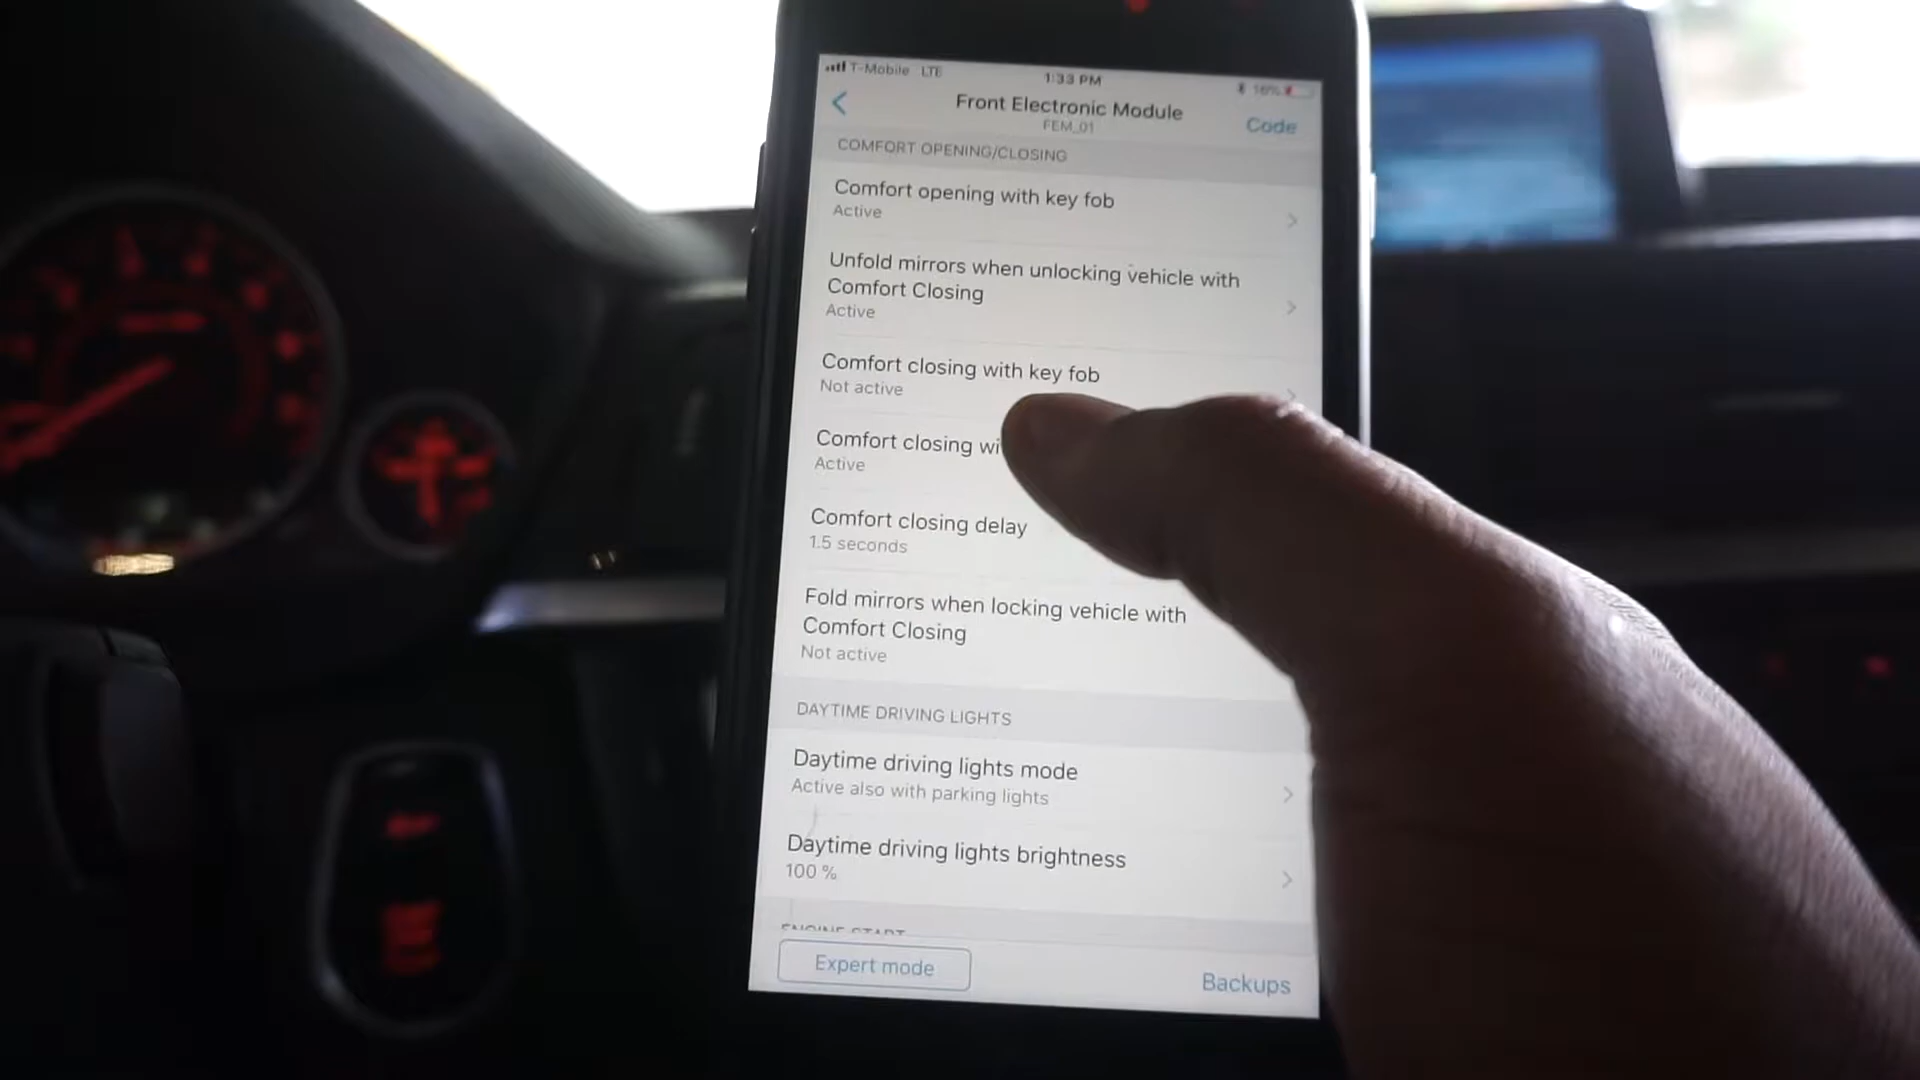 T-Mobile LTE
1:33 PM
16%
Front Electronic Module
FEM_01
Code
COMFORT OPENING/CLOSING
Comfort opening with key fob
Active
Unfold mirrors when unlocking vehicle with
Comfort Closing
Active
Comfort closing with key fob
Not active
Comfort closing
Active
Comfort closing delay
1.5 seconds
Fold mirrors when locking vehicle with
Comfort Closing
Not active
DAYTIME DRIVING LIGHTS
Daytime driving lights mode
Active also with parking lights
Daytime driving lights brightness
100 %
ENGINE START
Expert mode
Backups